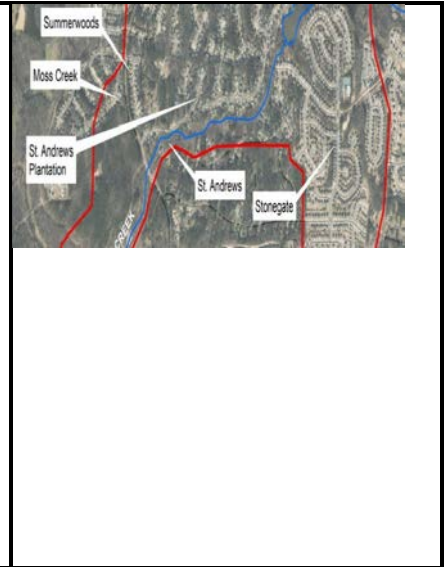 Summerwoods
Moss Creek
St. Andrews
Plantation
St. Andrews
Stonegate
CREEK